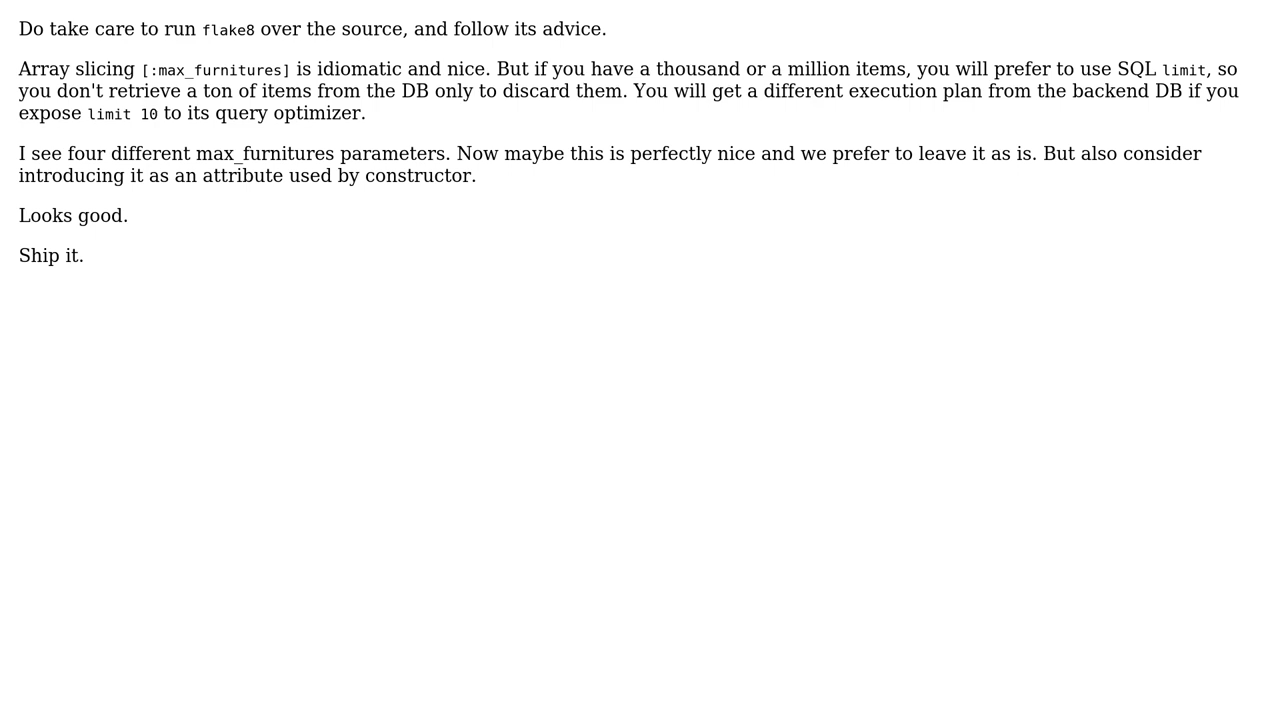 Do take care to run flake8 over the source, and follow its advice.
Array slicing [:max_furnitures] is idiomatic and nice. But if you have a thousand or a million items, you will prefer to use SQL limit, so
you don't retrieve a ton of items from the DB only to discard them. You will get a different execution plan from the backend DB if you
expose limit 10 to its query optimizer.
I see four different max_furnitures parameters. Now maybe this is perfectly nice and we prefer to leave it as is. But also consider
introducing it as an attribute used by constructor.
Looks good.
Ship it.